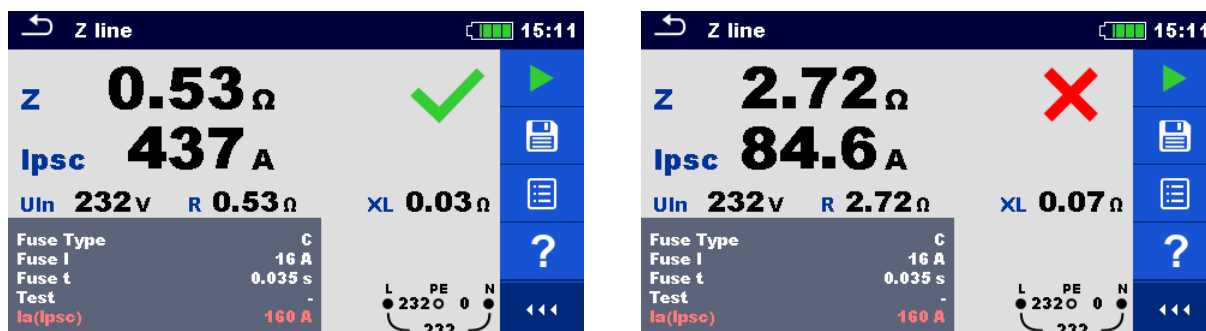 Z line 15:11
Z 0.53 Ω
Ipsc 437 A
Uln 232 V R 0.53 Ω XL 0.03 Ω
Fuse Type C
Fuse I 16 A
Fuse t 0.035 s
Test -
Ia(Ipsc) 160 A
L PE N
232 0
232
?
Z line 15:11
Z 2.72 Ω
Ipsc 84.6 A
Uln 232 V R 2.72 Ω XL 0.07 Ω
Fuse Type C
Fuse I 16 A
Fuse t 0.035 s
Test -
Ia(Ipsc) 160 A
L PE N
232 0
232
?